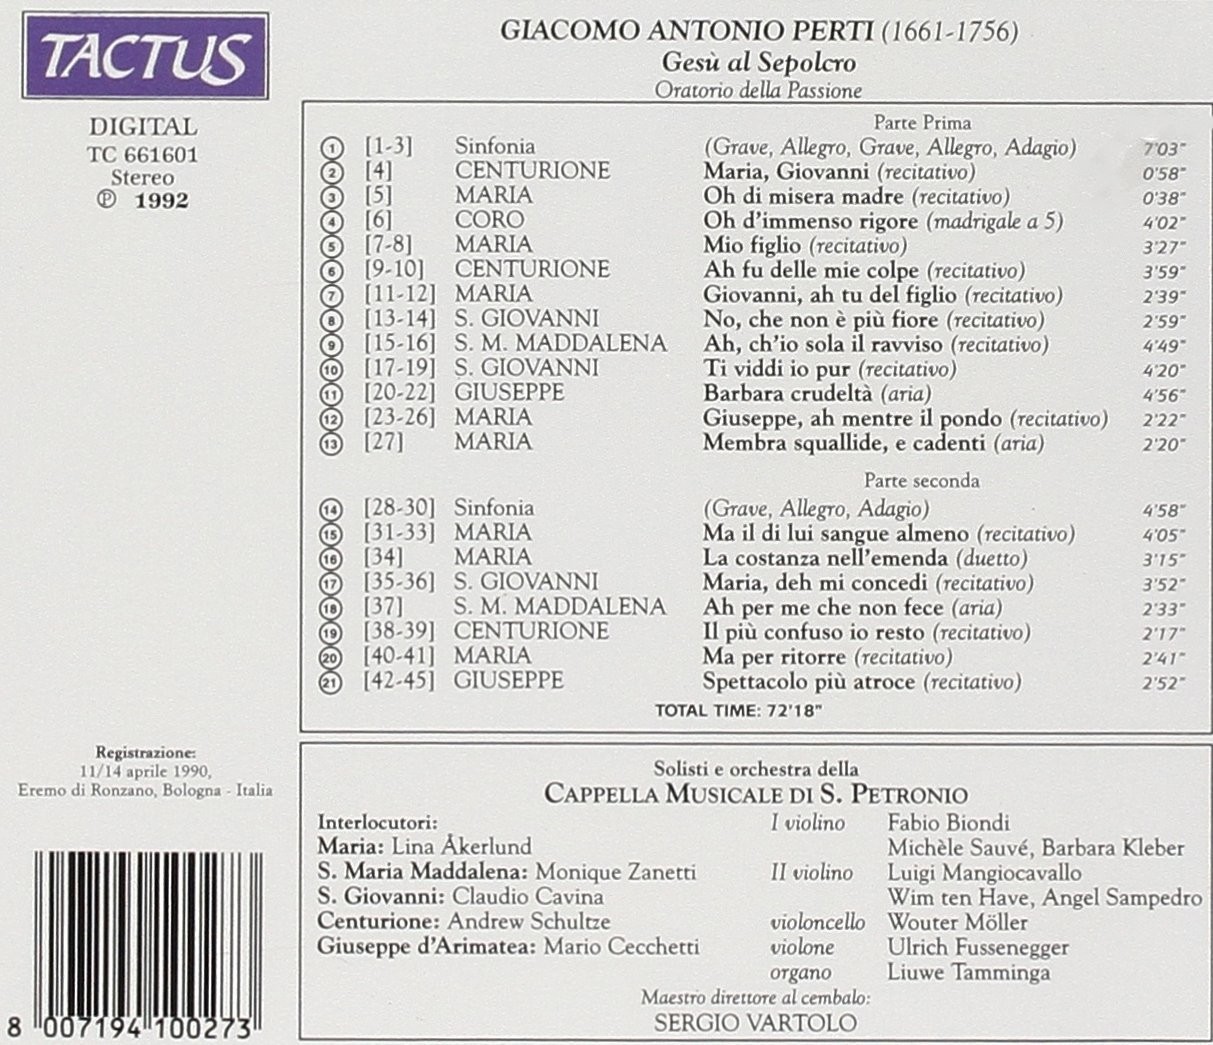 TACTUS
DIGITAL
TC 661601
Stereo
℗ 1992
GIACOMO ANTONIO PERTI (1661-1756)
Gesù al Sepolcro
Oratorio della Passione
Parte Prima
1 [1-3] Sinfonia (Grave, Allegro, Grave, Allegro, Adagio) 7'03"
2 [4] CENTURIONE Maria, Giovanni (recitativo) 0'58"
3 [5] MARIA Oh di misera madre (recitativo) 0'38"
4 [6] CORO Oh d'immenso rigore (madrigale a 5) 4'02"
5 [7-8] MARIA Mio figlio (recitativo) 3'27"
6 [9-10] CENTURIONE Ah fu delle mie colpe (recitativo) 3'59"
7 [11-12] MARIA Giovanni, ah tu del figlio (recitativo) 2'39"
8 [13-14] S. GIOVANNI No, che non è più fiore (recitativo) 2'59"
9 [15-16] S. M. MADDALENA Ah, ch'io sola il ravviso (recitativo) 4'49"
10 [17-19] S. GIOVANNI Ti viddi io pur (recitativo) 4'20"
11 [20-22] GIUSEPPE Barbara crudeltà (aria) 4'56"
12 [23-26] MARIA Giuseppe, ah mentre il pondo (recitativo) 2'22"
13 [27] MARIA Membra squallide, e cadenti (aria) 2'20"
Parte seconda
14 [28-30] Sinfonia (Grave, Allegro, Adagio) 4'58"
15 [31-33] MARIA Ma il di lui sangue almeno (recitativo) 4'05"
16 [34] MARIA La costanza nell'emenda (duetto) 3'15"
17 [35-36] S. GIOVANNI Maria, deh mi concedi (recitativo) 3'52"
18 [37] S. M. MADDALENA Ah per me che non fece (aria) 2'33"
19 [38-39] CENTURIONE Il più confuso io resto (recitativo) 2'17"
20 [40-41] MARIA Ma per ritorre (recitativo) 2'41"
21 [42-45] GIUSEPPE Spettacolo più atroce (recitativo) 2'52"
TOTAL TIME: 72'18"
Registrazione:
11/14 aprile 1990,
Eremo di Ronzano, Bologna - Italia
8 007194 100273
Solisti e orchestra della
CAPPELLA MUSICALE DI S. PETRONIO
Interlocutori: I violino Fabio Biondi
Maria: Lina Åkerlund Michèle Sauvé, Barbara Kleber
S. Maria Maddalena: Monique Zanetti II violino Luigi Mangiocavallo
S. Giovanni: Claudio Cavina Wim ten Have, Angel Sampedro
Centurione: Andrew Schultze violoncello Wouter Möller
Giuseppe d'Arimatea: Mario Cecchetti violone Ulrich Fussenegger
organo Liuwe Tamminga
Maestro direttore al cembalo:
SERGIO VARTOLO